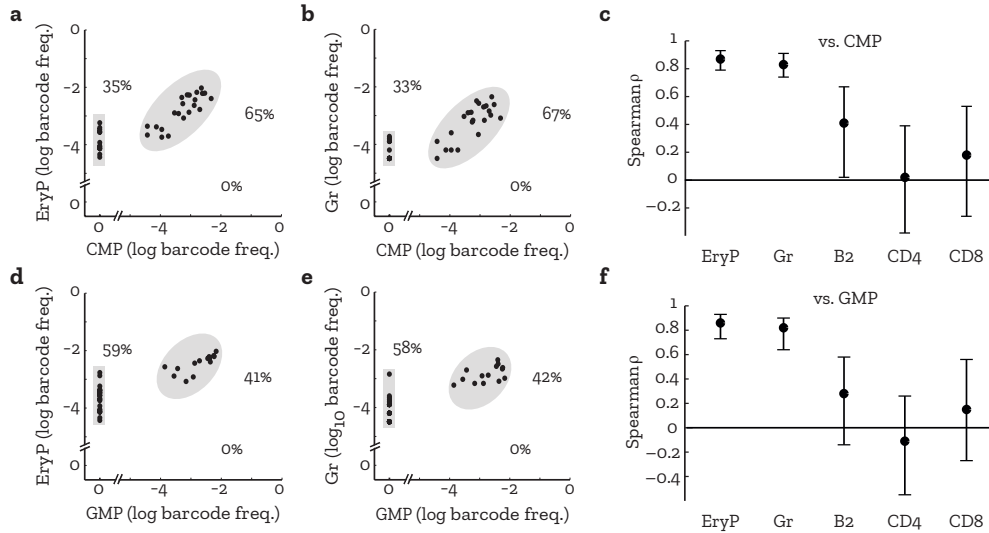 a
0
−2
−4
0
EryP (log barcode freq.)
35%
65%
0%
0
−4
−2
0
CMP (log barcode freq.)
b
0
−2
−4
0
Gr (log barcode freq.)
33%
67%
0%
0
−4
−2
0
CMP (log barcode freq.)
c
vs. CMP
1
0.8
0.6
0.4
0.2
0
−0.2
Spearman ρ
EryP
Gr
B2
CD4
CD8
d
0
−2
−4
0
EryP (log barcode freq.)
59%
41%
0%
0
−4
−2
0
GMP (log barcode freq.)
e
0
−2
−4
0
Gr (log10 barcode freq.)
58%
42%
0%
0
−4
−2
0
GMP (log barcode freq.)
f
vs. GMP
1
0.8
0.6
0.4
0.2
0
−0.2
−0.4
Spearman ρ
EryP
Gr
B2
CD4
CD8